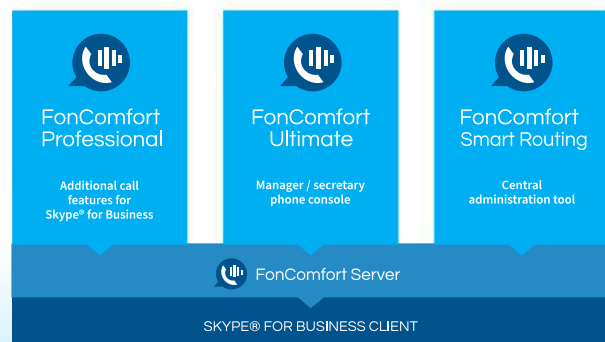 FonComfort
Professional
Additional call
features for
Skype® for Business
FonComfort
Ultimate
Manager / secretary
phone console
FonComfort
Smart Routing
Central
administration tool
FonComfort Server
SKYPE® FOR BUSINESS CLIENT